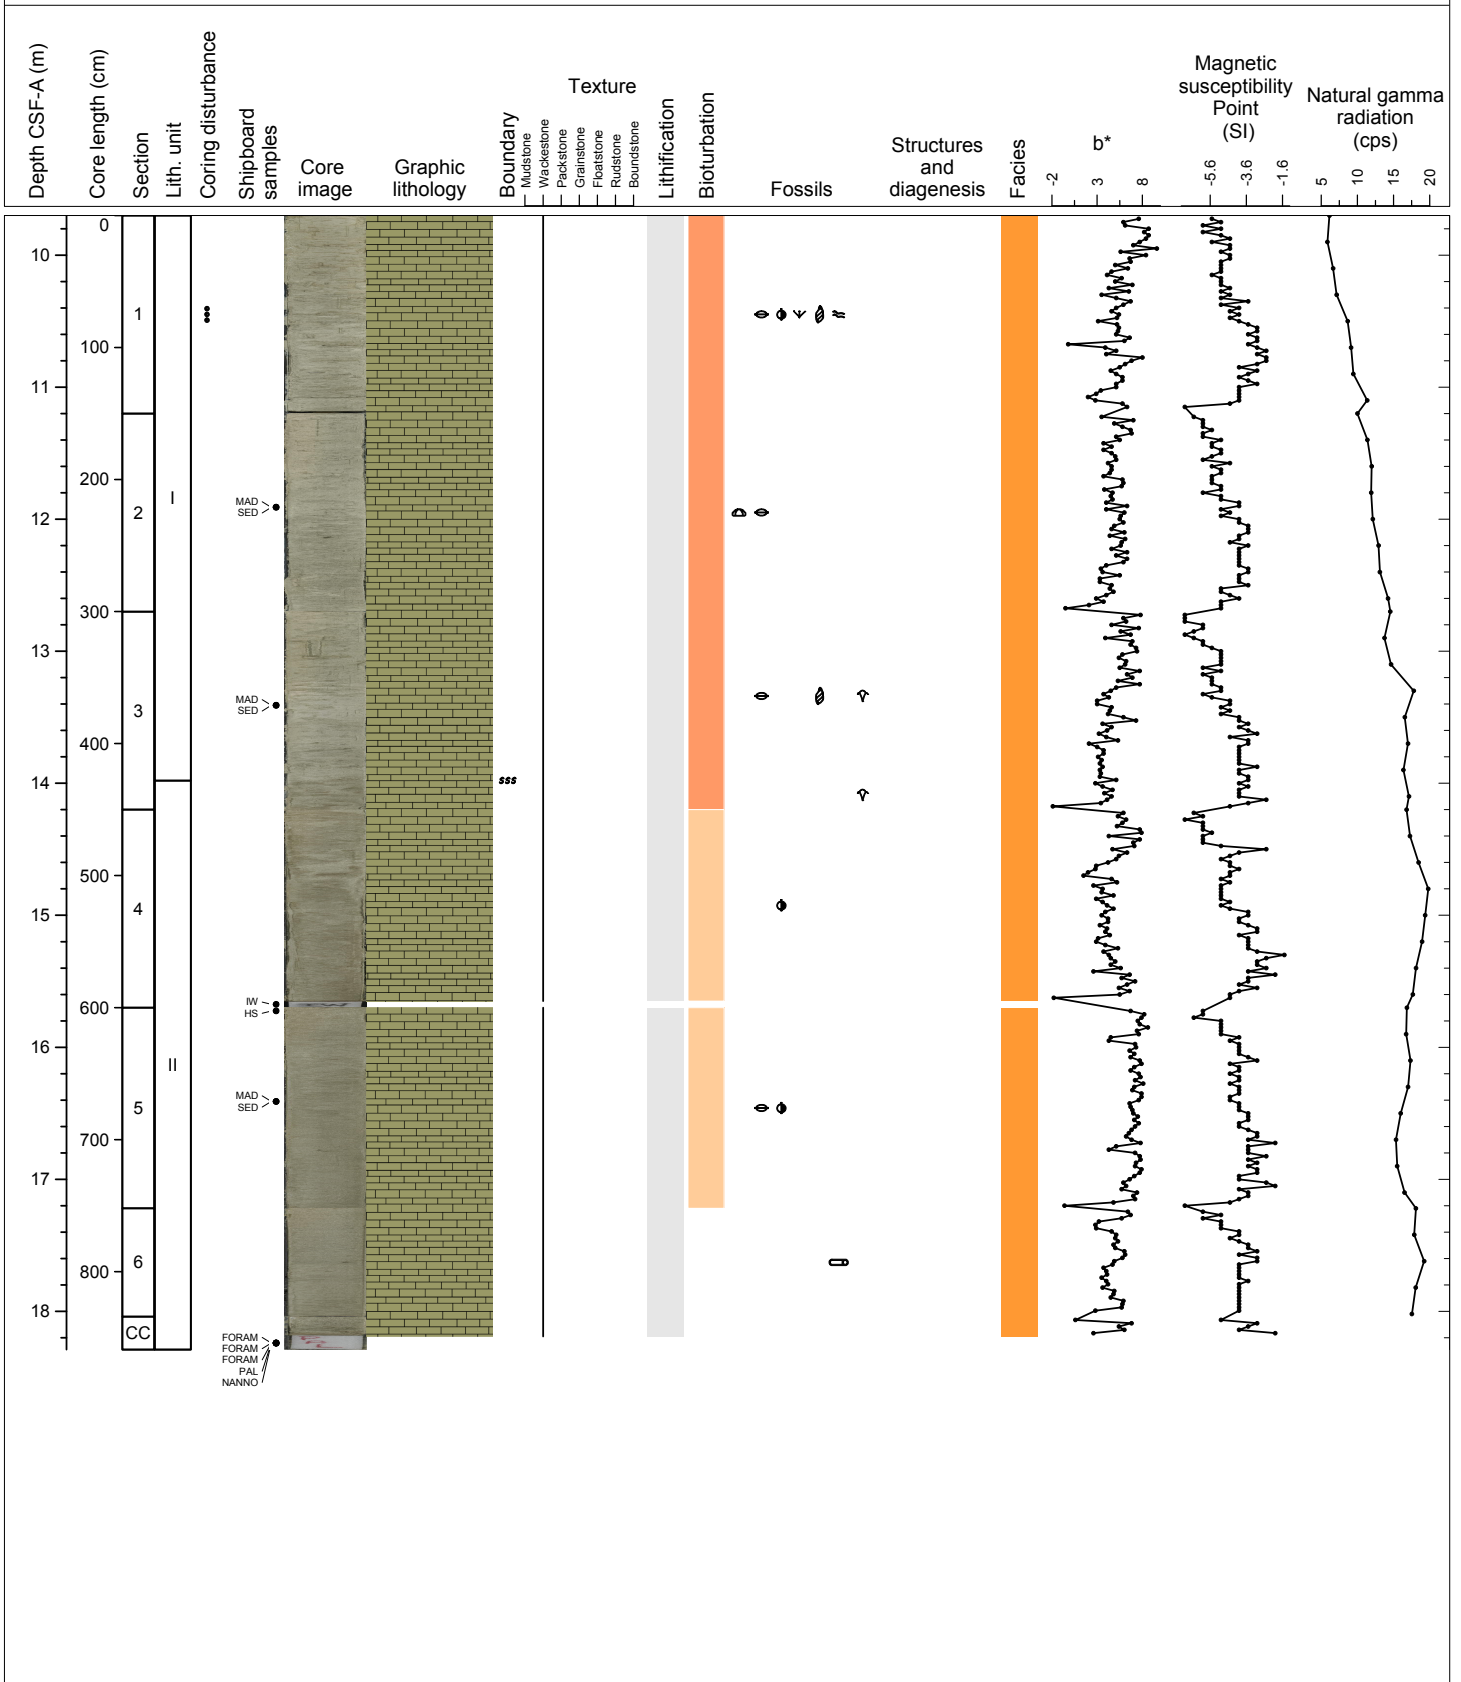 Depth CSF-A (m)
Core length (cm)
Section
Lith. unit
Coring disturbance
Shipboard
samples
Core
image
Graphic
lithology
Boundary
Texture
Mudstone
Wackestone
Packstone
Grainstone
Floatstone
Rudstone
Boundstone
Lithification
Bioturbation
Fossils
Structures
and
diagenesis
Facies
b*
-2 3 8
Magnetic
susceptibility
Point
(SI)
-5.6 -3.6 -1.6
Natural gamma
radiation
(cps)
5 10 15 20
0
10
1
100
11
200
I
MAD
SED
2
12
300
13
MAD
SED
3
400
14
sss
500
4
15
IW
600
HS
16
II
MAD
SED
5
700
17
6
800
18
CC
FORAM
FORAM
FORAM
PAL
NANNO